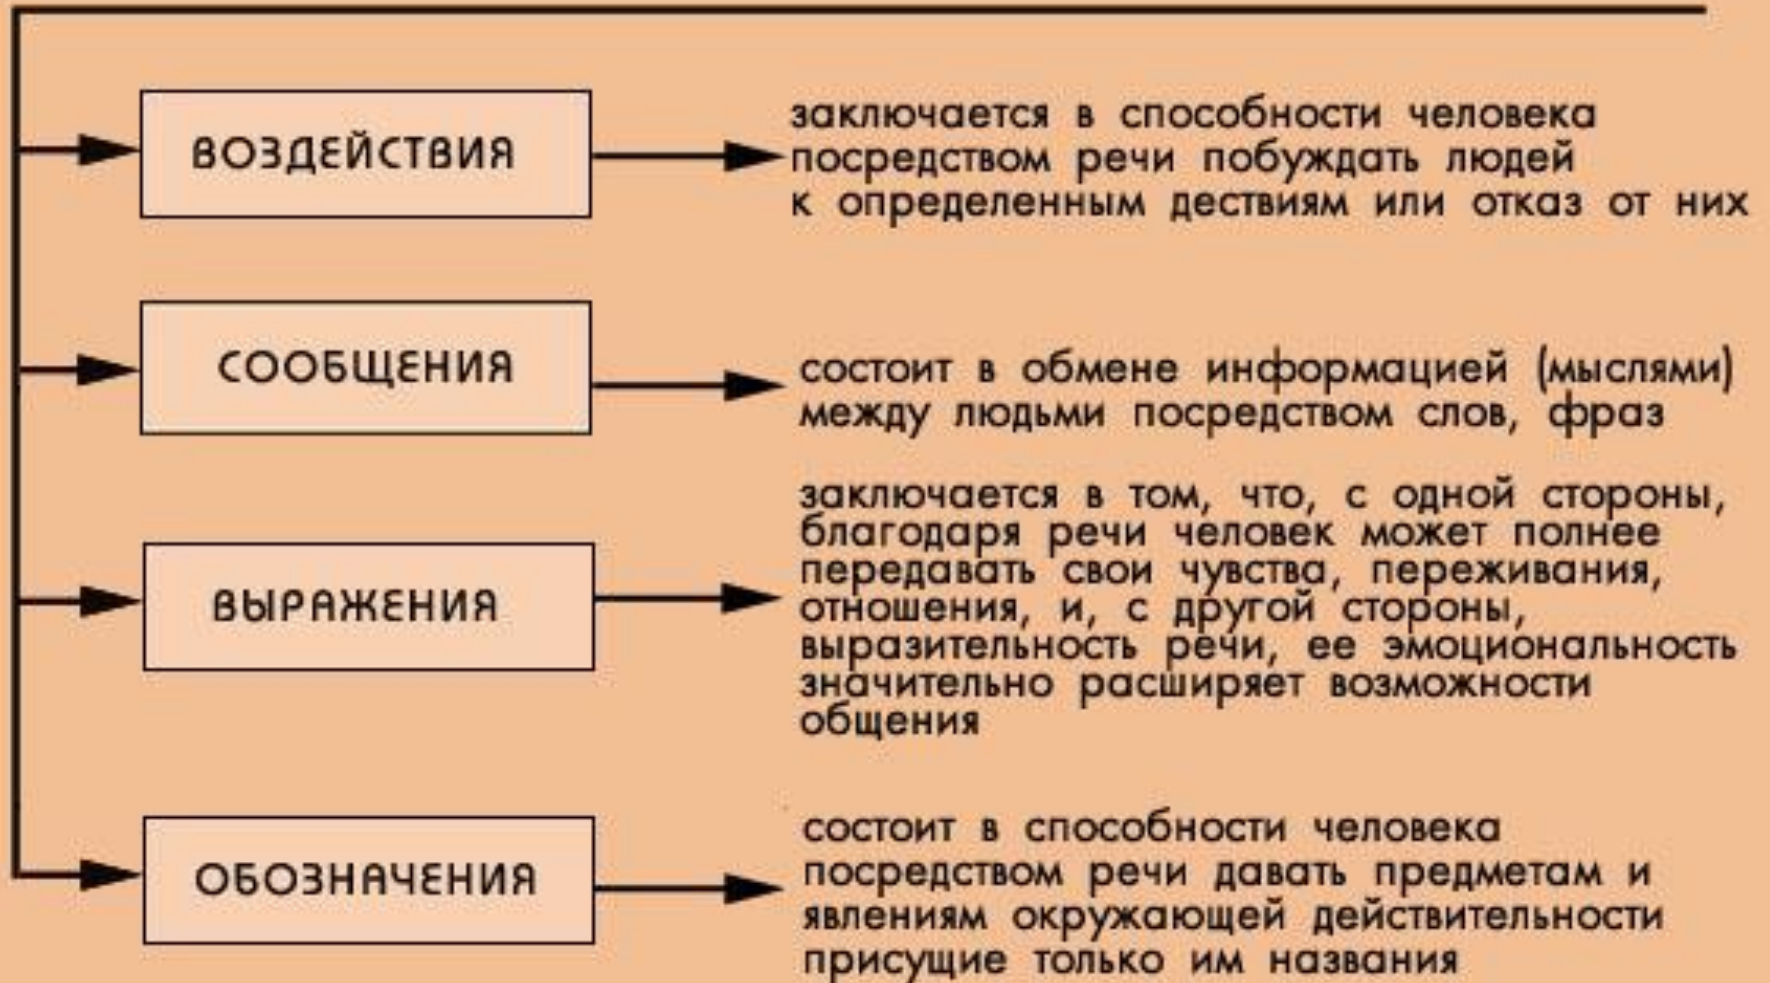 ВОЗДЕЙСТВИЯ
заключается в способности человека
посредством речи побуждать людей
к определенным дествиям или отказ от них
СООБЩЕНИЯ
состоит в обмене информацией (мыслями)
между людьми посредством слов, фраз
ВЫРАЖЕНИЯ
заключается в том, что, с одной стороны,
благодаря речи человек может полнее
передавать свои чувства, переживания,
отношения, и, с другой стороны,
выразительность речи, ее эмоциональность
значительно расширяет возможности
общения
ОБОЗНАЧЕНИЯ
состоит в способности человека
посредством речи давать предметам и
явлениям окружающей действительности
присущие только им названия